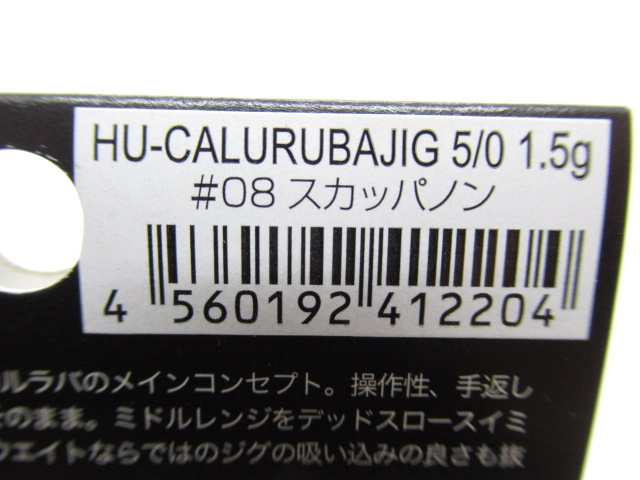 HU-CALURUBAJIG 5/0 1.5g
#08 スカッパノン
4 560192 412204
ルラバのメインコンセプト。操作性、手返し
そのまま。ミドルレンジをデッドスロースイミ
ウエイトならではのジグの吸い込みの良さも抜